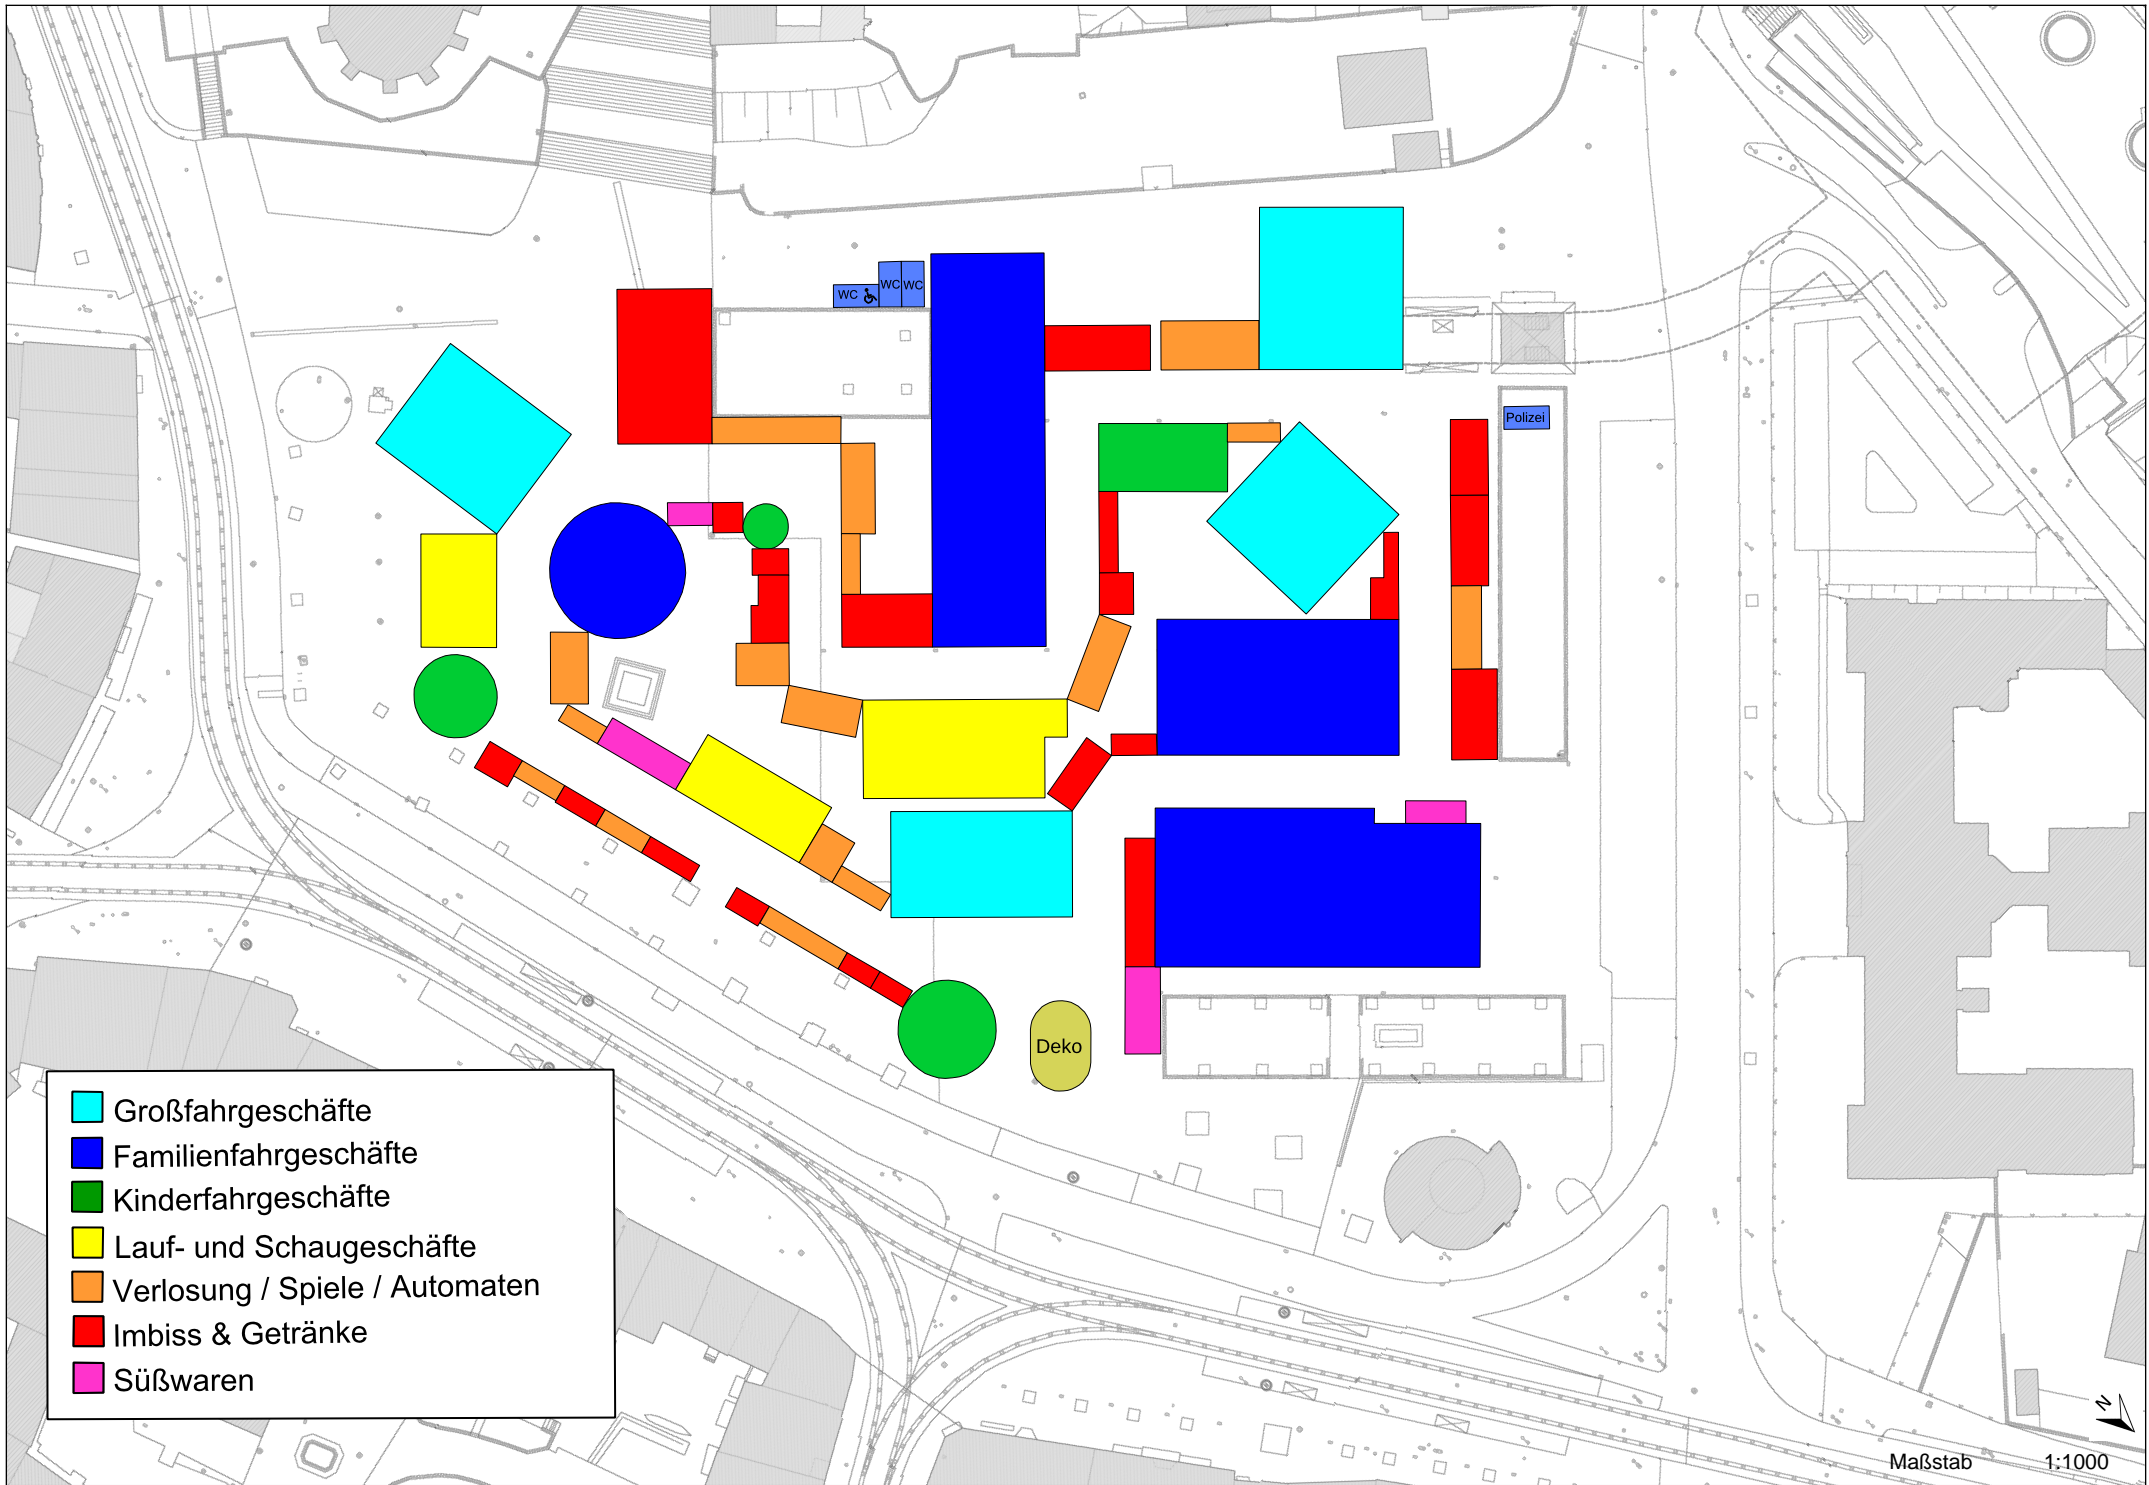 WC WC WC
Polizei
Deko
Großfahrgeschäfte
Familienfahrgeschäfte
Kinderfahrgeschäfte
Lauf- und Schaugeschäfte
Verlosung / Spiele / Automaten
Imbiss & Getränke
Süßwaren
N
Maßstab 1:1000